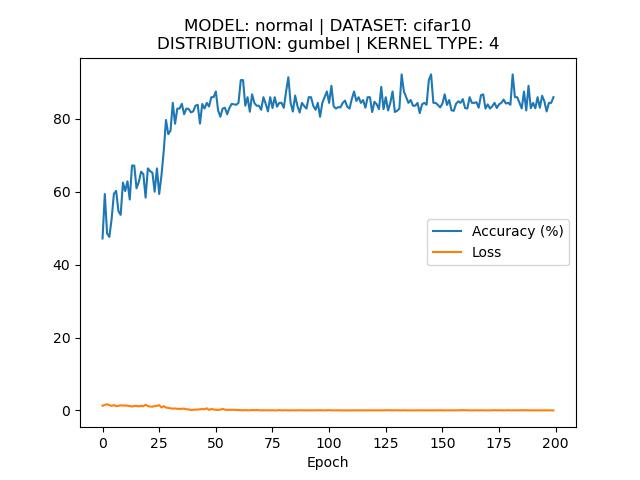 MODEL: normal | DATASET: cifar10
DISTRIBUTION: gumbel | KERNEL TYPE: 4
80
60
40
20
0
Accuracy (%)
Loss
0 25 50 75 100 125 150 175 200
Epoch